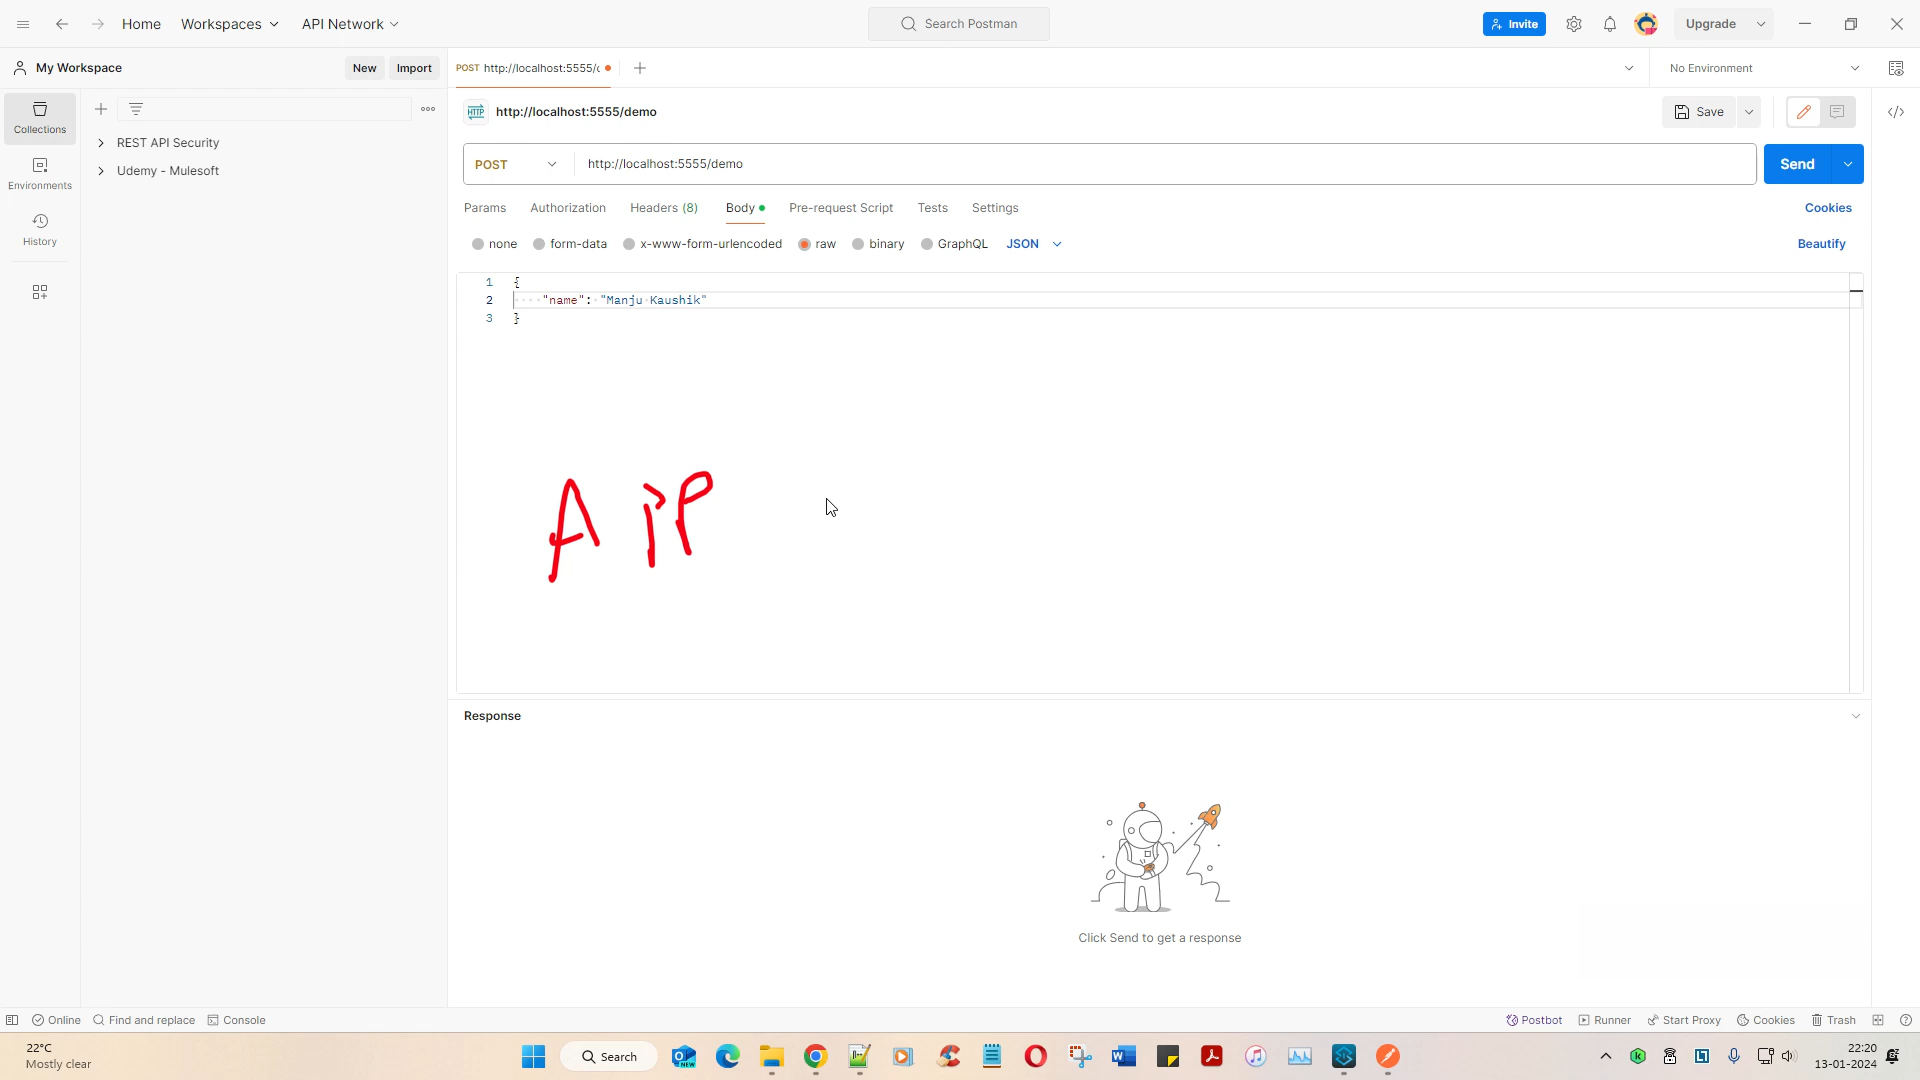 Home Workspaces API Network Search Postman Invite Upgrade
My Workspace New Import POST http://localhost:5555/c No Environment
Collections
HTTP http://localhost:5555/demo Save
REST API Security
Udemy - Mulesoft
POST http://localhost:5555/demo Send
Environments
Params Authorization Headers (8) Body Pre-request Script Tests Settings Cookies
History
none form-data x-www-form-urlencoded raw binary GraphQL JSON Beautify
1 {
2 "name": "Manju Kaushik"
3 }
A PP
Response
Click Send to get a response
Online Find and replace Console Postbot Runner Start Proxy Cookies Trash
22°C
Mostly clear
Search
22:20
13-01-2024